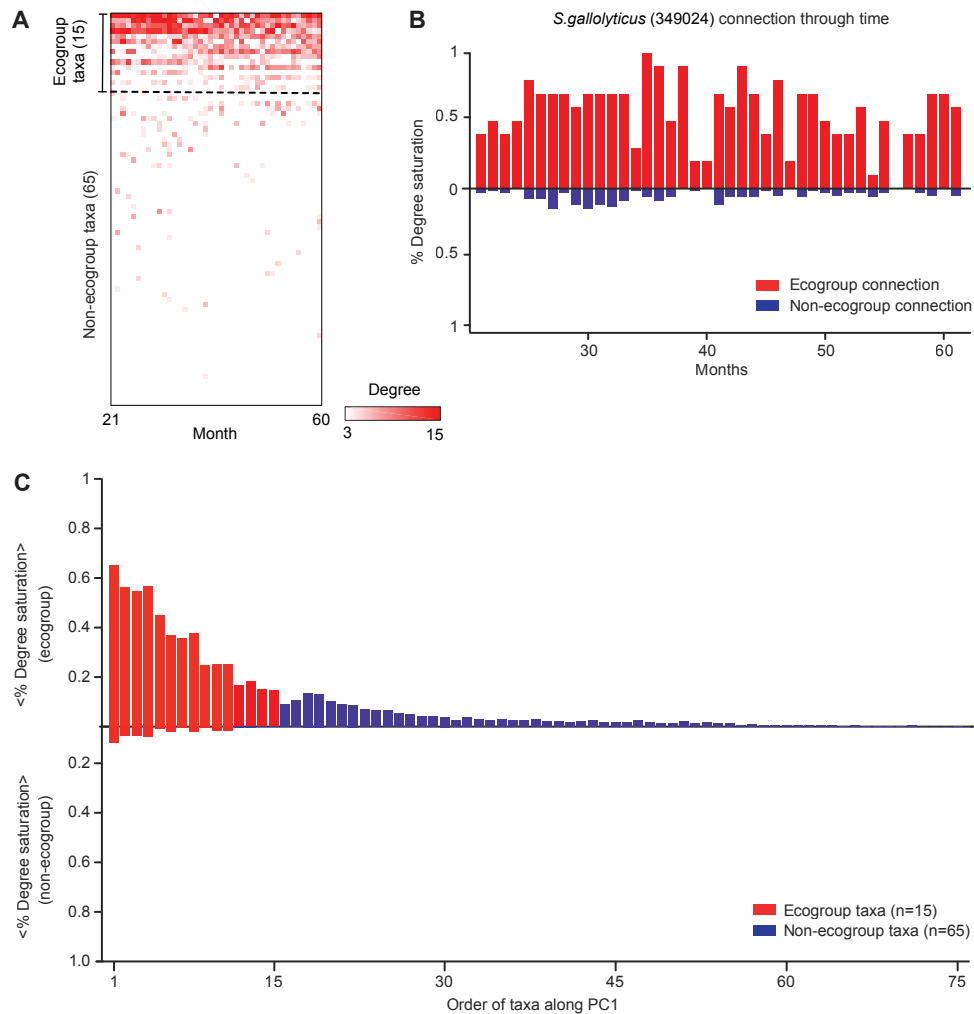 A
Ecogroup
taxa (15)
Non-ecogroup taxa (65)
21
60
Month
Degree
3
15
B
S.gallolyticus (349024) connection through time
% Degree saturation
1
0.5
0
0.5
1
Ecogroup connection
Non-ecogroup connection
30
40
50
60
Months
C
<% Degree saturation>
(ecogroup)
<% Degree saturation>
(non-ecogroup)
1
0.8
0.6
0.4
0.2
0.2
0.4
0.6
0.8
1.0
Ecogroup taxa (n=15)
Non-ecogroup taxa (n=65)
1
15
30
45
60
75
Order of taxa along PC1